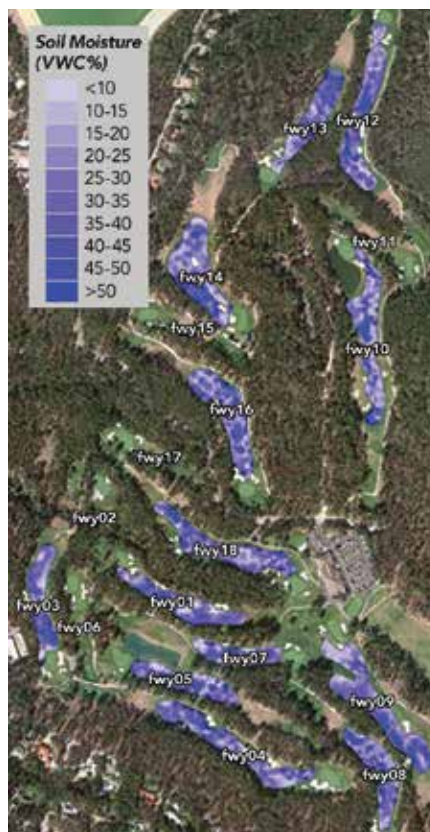 Soil Moisture
(VWC%)
<10
10-15
15-20
20-25
25-30
30-35
35-40
40-45
45-50
>50
fwy12
fwy13
fwy11
fwy14
fwy15
fwy10
fwy16
fwy17
fwy02
fwy18
fwy03
fwy01
fwy06
fwy07
fwy05
fwy09
fwy04
fwy08